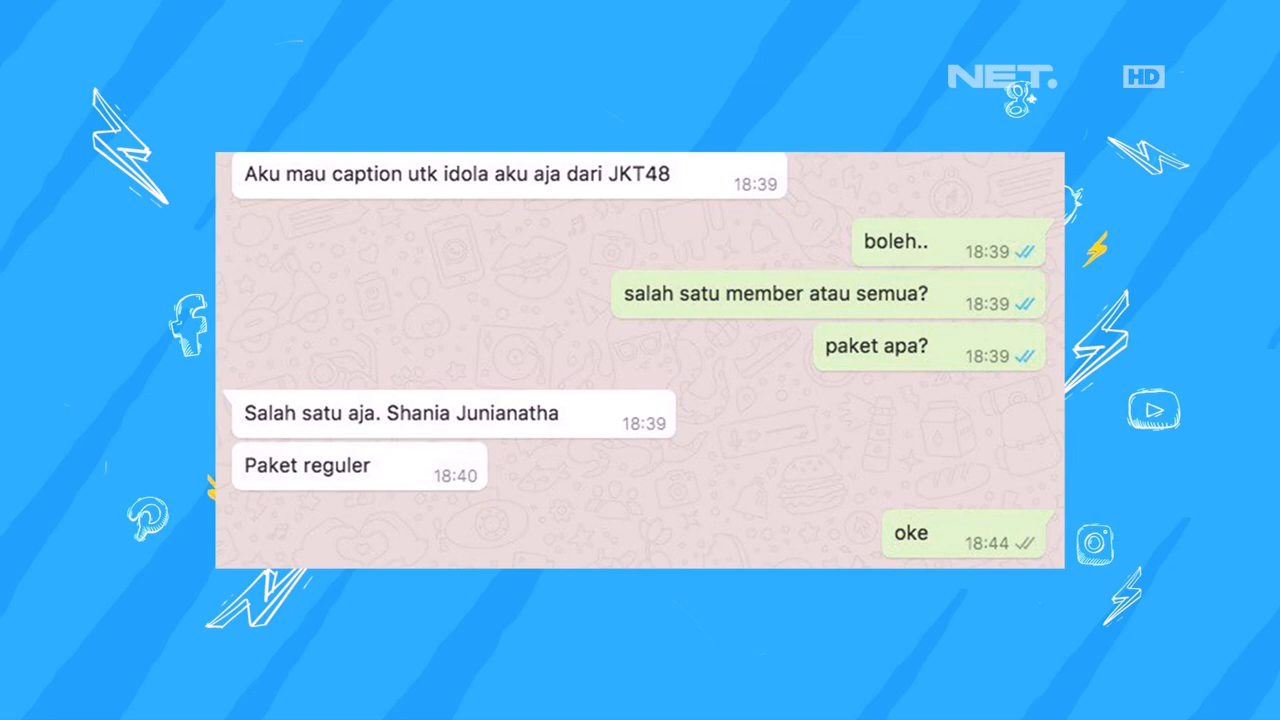 NET.
HD
g+
Aku mau caption utk idola aku aja dari JKT48
18:39
boleh..
18:39
salah satu member atau semua?
18:39
paket apa?
18:39
Salah satu aja. Shania Junianatha
18:39
Paket reguler
18:40
oke
18:44